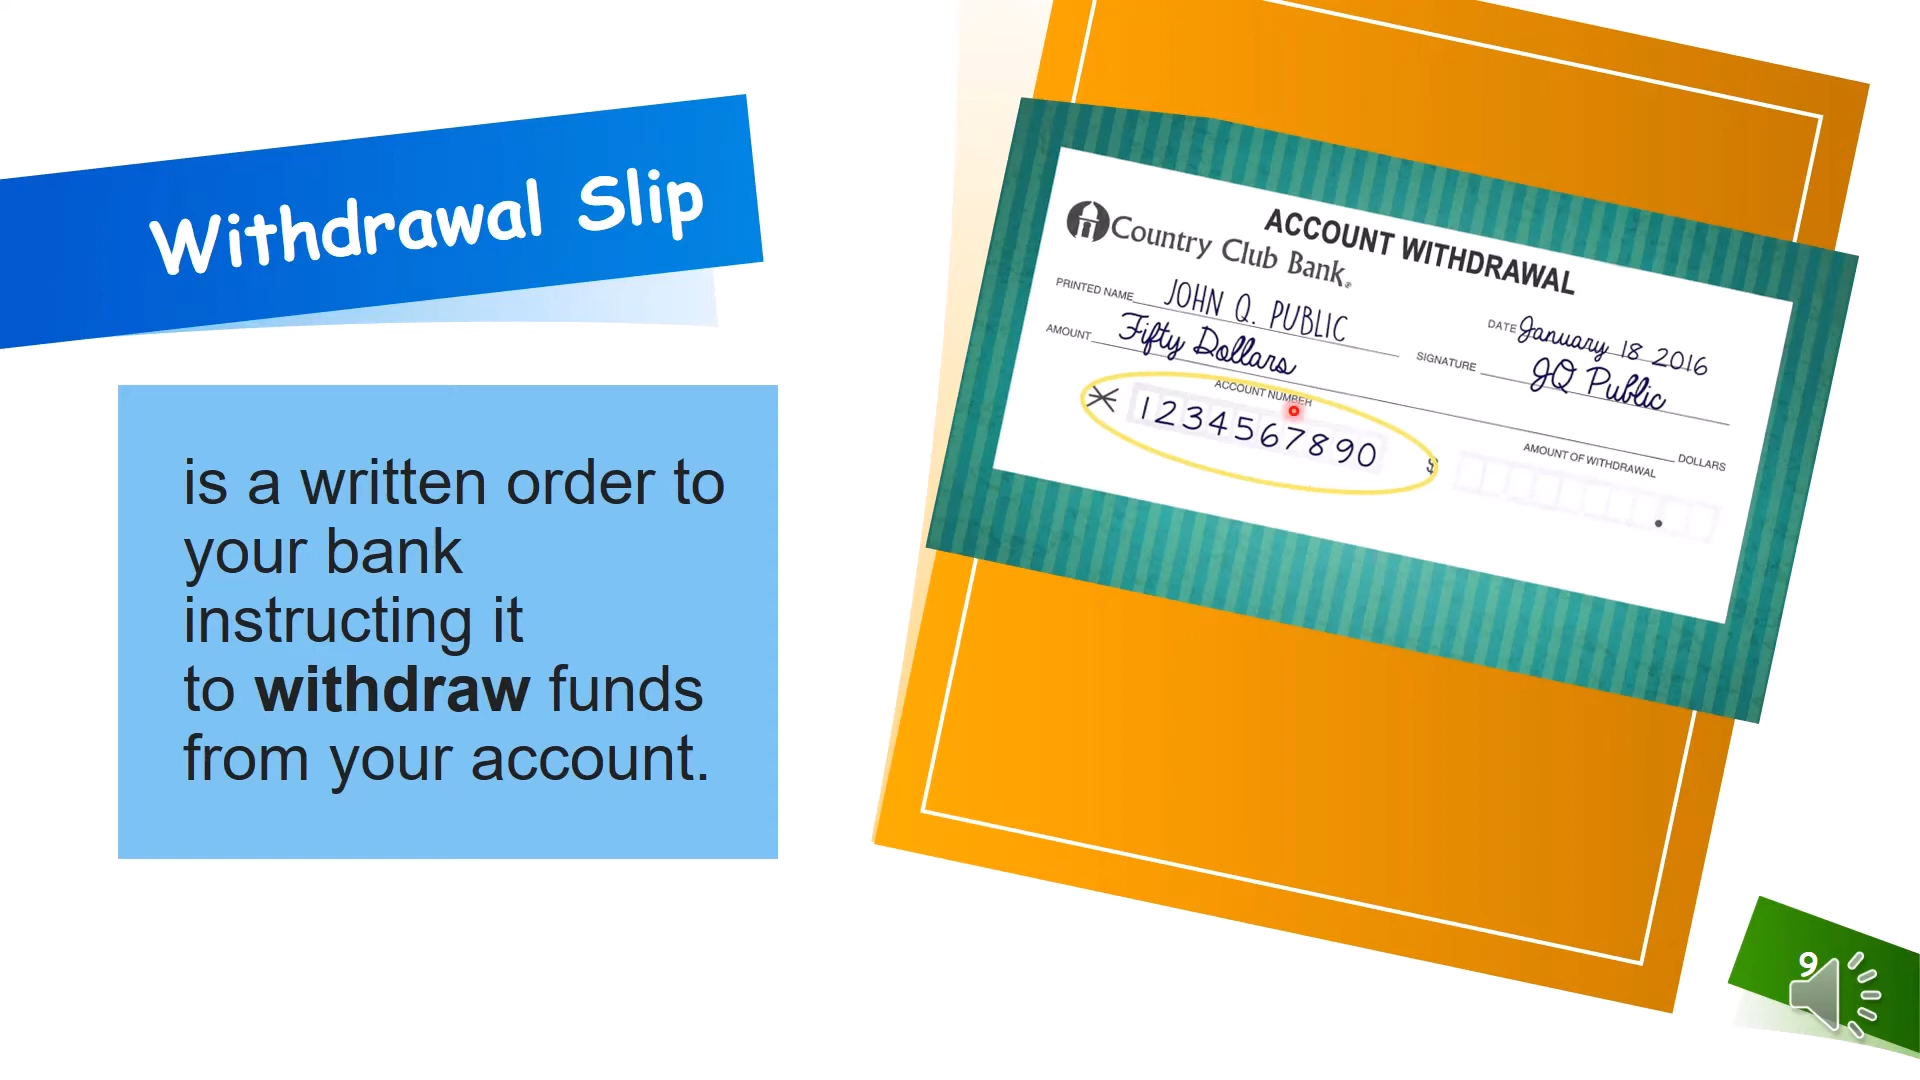 Withdrawal Slip
is a written order to
your bank
instructing it
to withdraw funds
from your account.
ACCOUNT WITHDRAWAL
Country Club Bank®
PRINTED NAME JOHN Q. PUBLIC
DATE January 18 2016
AMOUNT Fifty Dollars
SIGNATURE JQ Public
DOLLARS
ACCOUNT NUMBER
1234567890
AMOUNT OF WITHDRAWAL
$ .
9